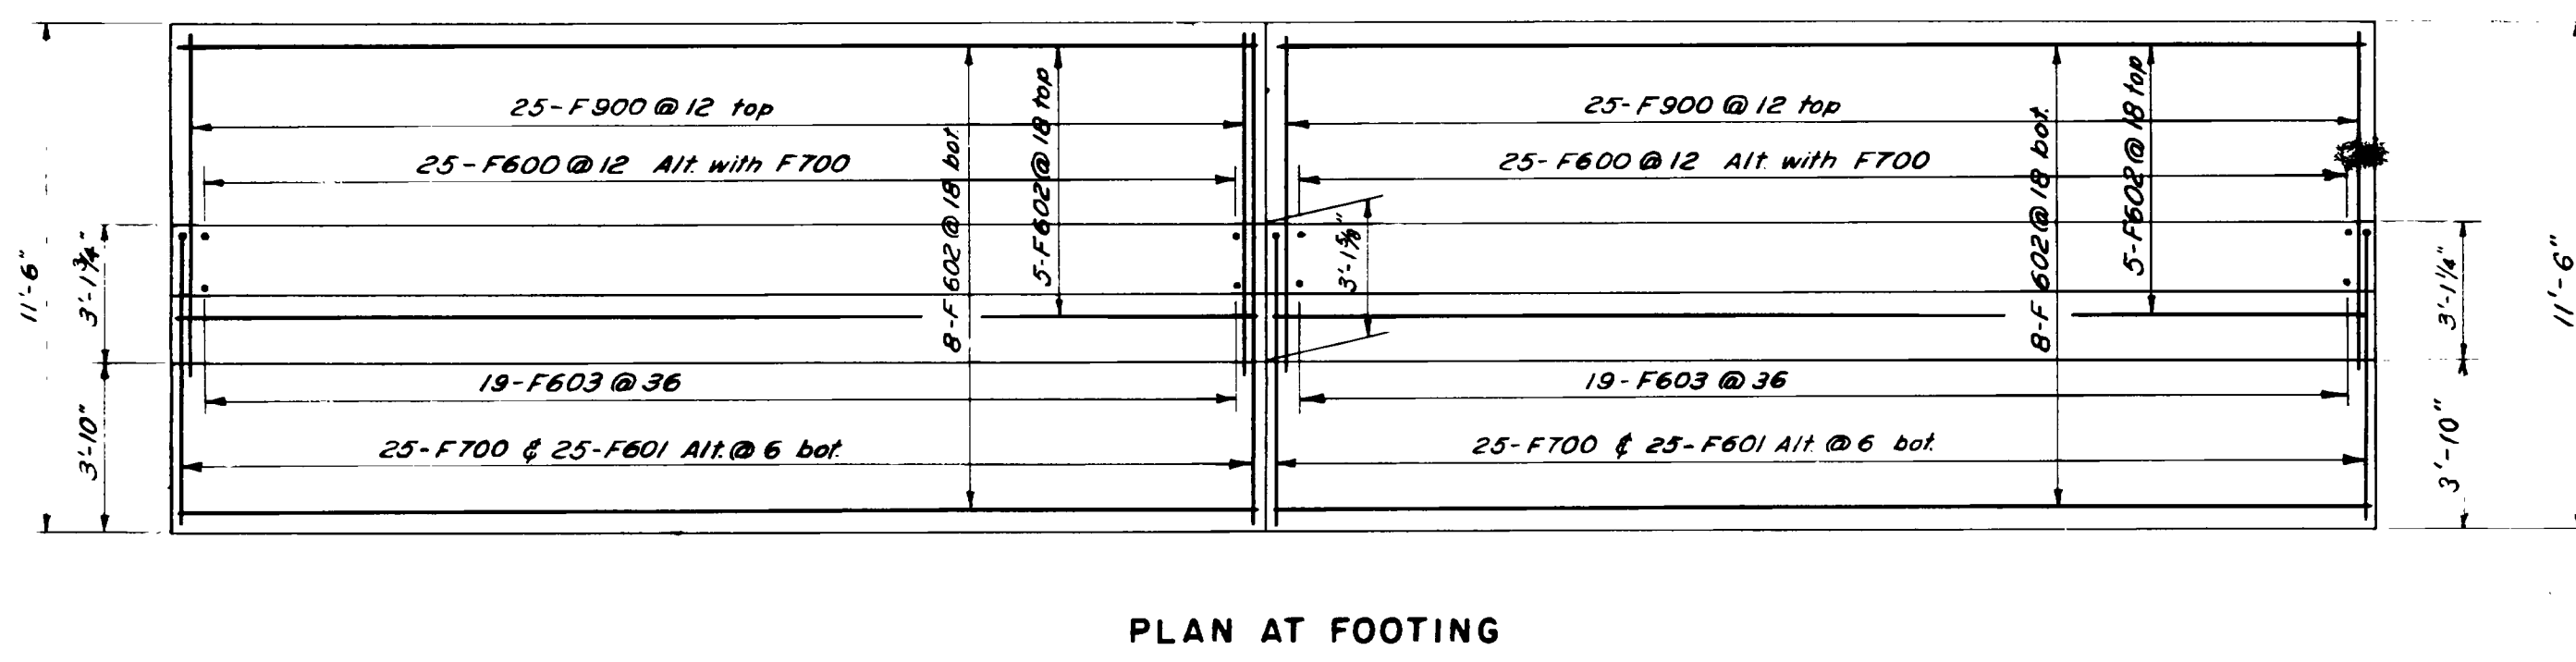 25-F900 @ 12 top
25-F600 @ 12 Alt. with F700
8-F602 @ 18 bot.
5-F602 @ 18 top
19-F603 @ 36
25-F700 ¢ 25-F601 Alt. @ 6 bot.
11'-6"
3'-1¾"
3'-10"
3'-1⅝"
25-F900 @ 12 top
25-F600 @ 12 Alt. with F700
8-F602 @ 18 bot.
5-F602 @ 18 top
19-F603 @ 36
25-F700 ¢ 25-F601 Alt. @ 6 bot.
3'-1¼"
3'-10"
11'-6"
PLAN AT FOOTING